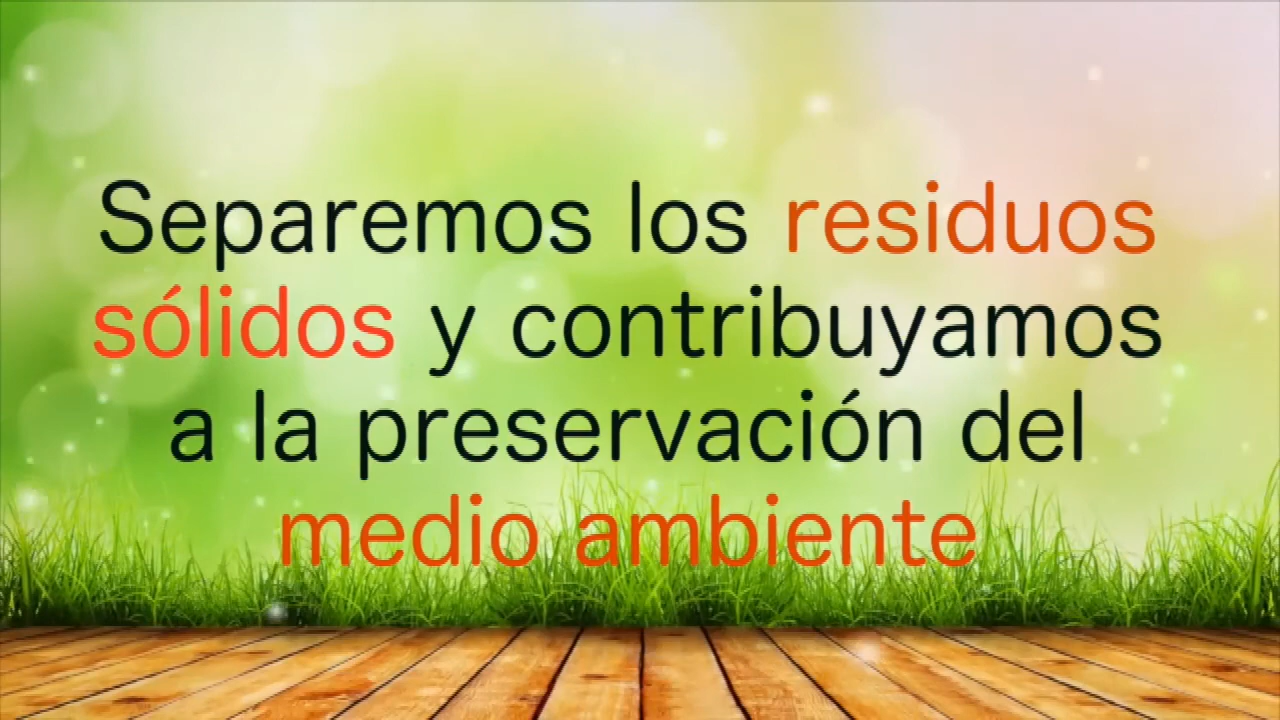 Separemos los residuos
sólidos y contribuyamos
a la preservación del
medio ambiente